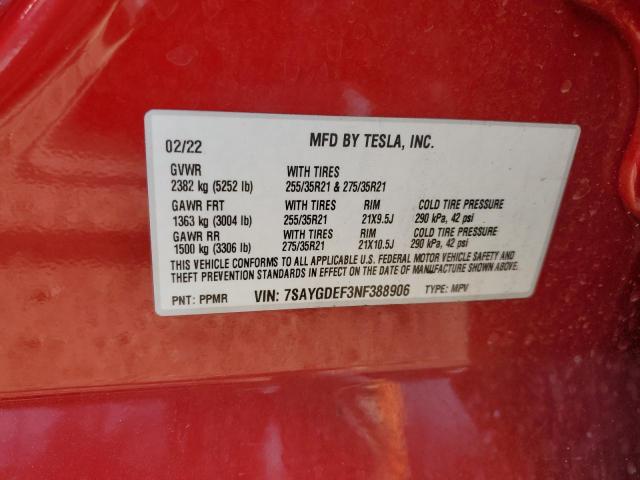 02/22 MFD BY TESLA, INC.
GVWR WITH TIRES
2382 kg (5252 lb) 255/35R21 & 275/35R21
GAWR FRT WITH TIRES RIM COLD TIRE PRESSURE
1363 kg (3004 lb) 255/35R21 21X9.5J 290 kPa, 42 psi
GAWR RR WITH TIRES RIM COLD TIRE PRESSURE
1500 kg (3306 lb) 275/35R21 21X10.5J 290 kPa, 42 psi
THIS VEHICLE CONFORMS TO ALL APPLICABLE U.S. FEDERAL MOTOR VEHICLE SAFETY AND
THEFT PREVENTION STANDARDS IN EFFECT ON THE DATE OF MANUFACTURE SHOWN ABOVE.
PNT: PPMR VIN: 7SAYGDEF3NF388906 TYPE: MPV